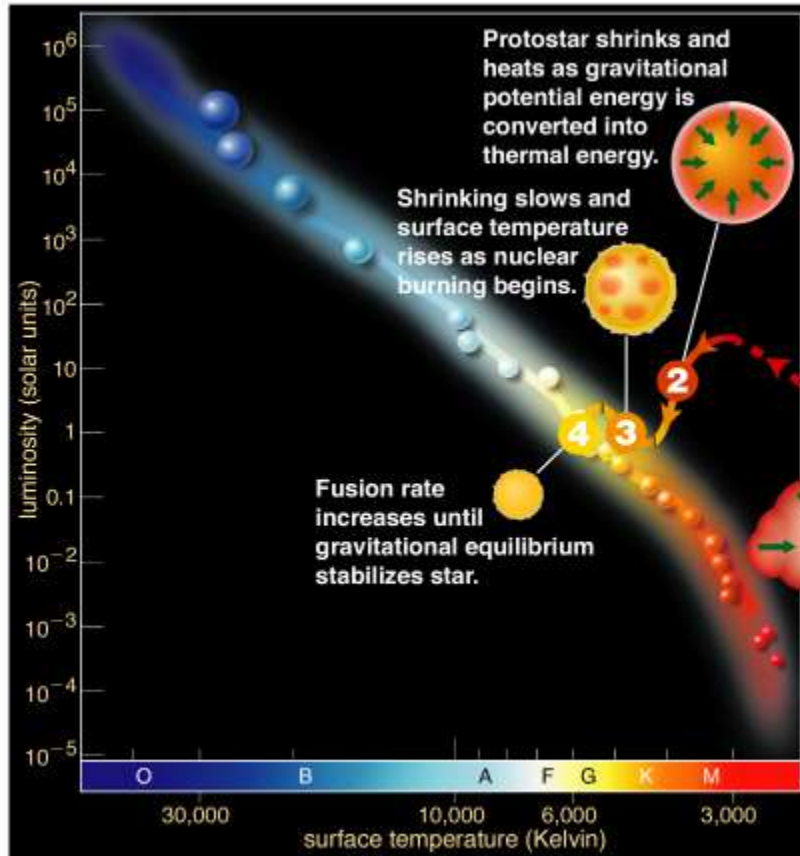 Protostar shrinks and
heats as gravitational
potential energy is
converted into
thermal energy.
Shrinking slows and
surface temperature
rises as nuclear
burning begins.
2
4
3
Fusion rate
increases until
gravitational equilibrium
stabilizes star.
luminosity (solar units)
10⁶
10⁵
10⁴
10³
10²
10
1
0.1
10⁻²
10⁻³
10⁻⁴
10⁻⁵
O B A F G K M
30,000 10,000 6,000 3,000
surface temperature (Kelvin)